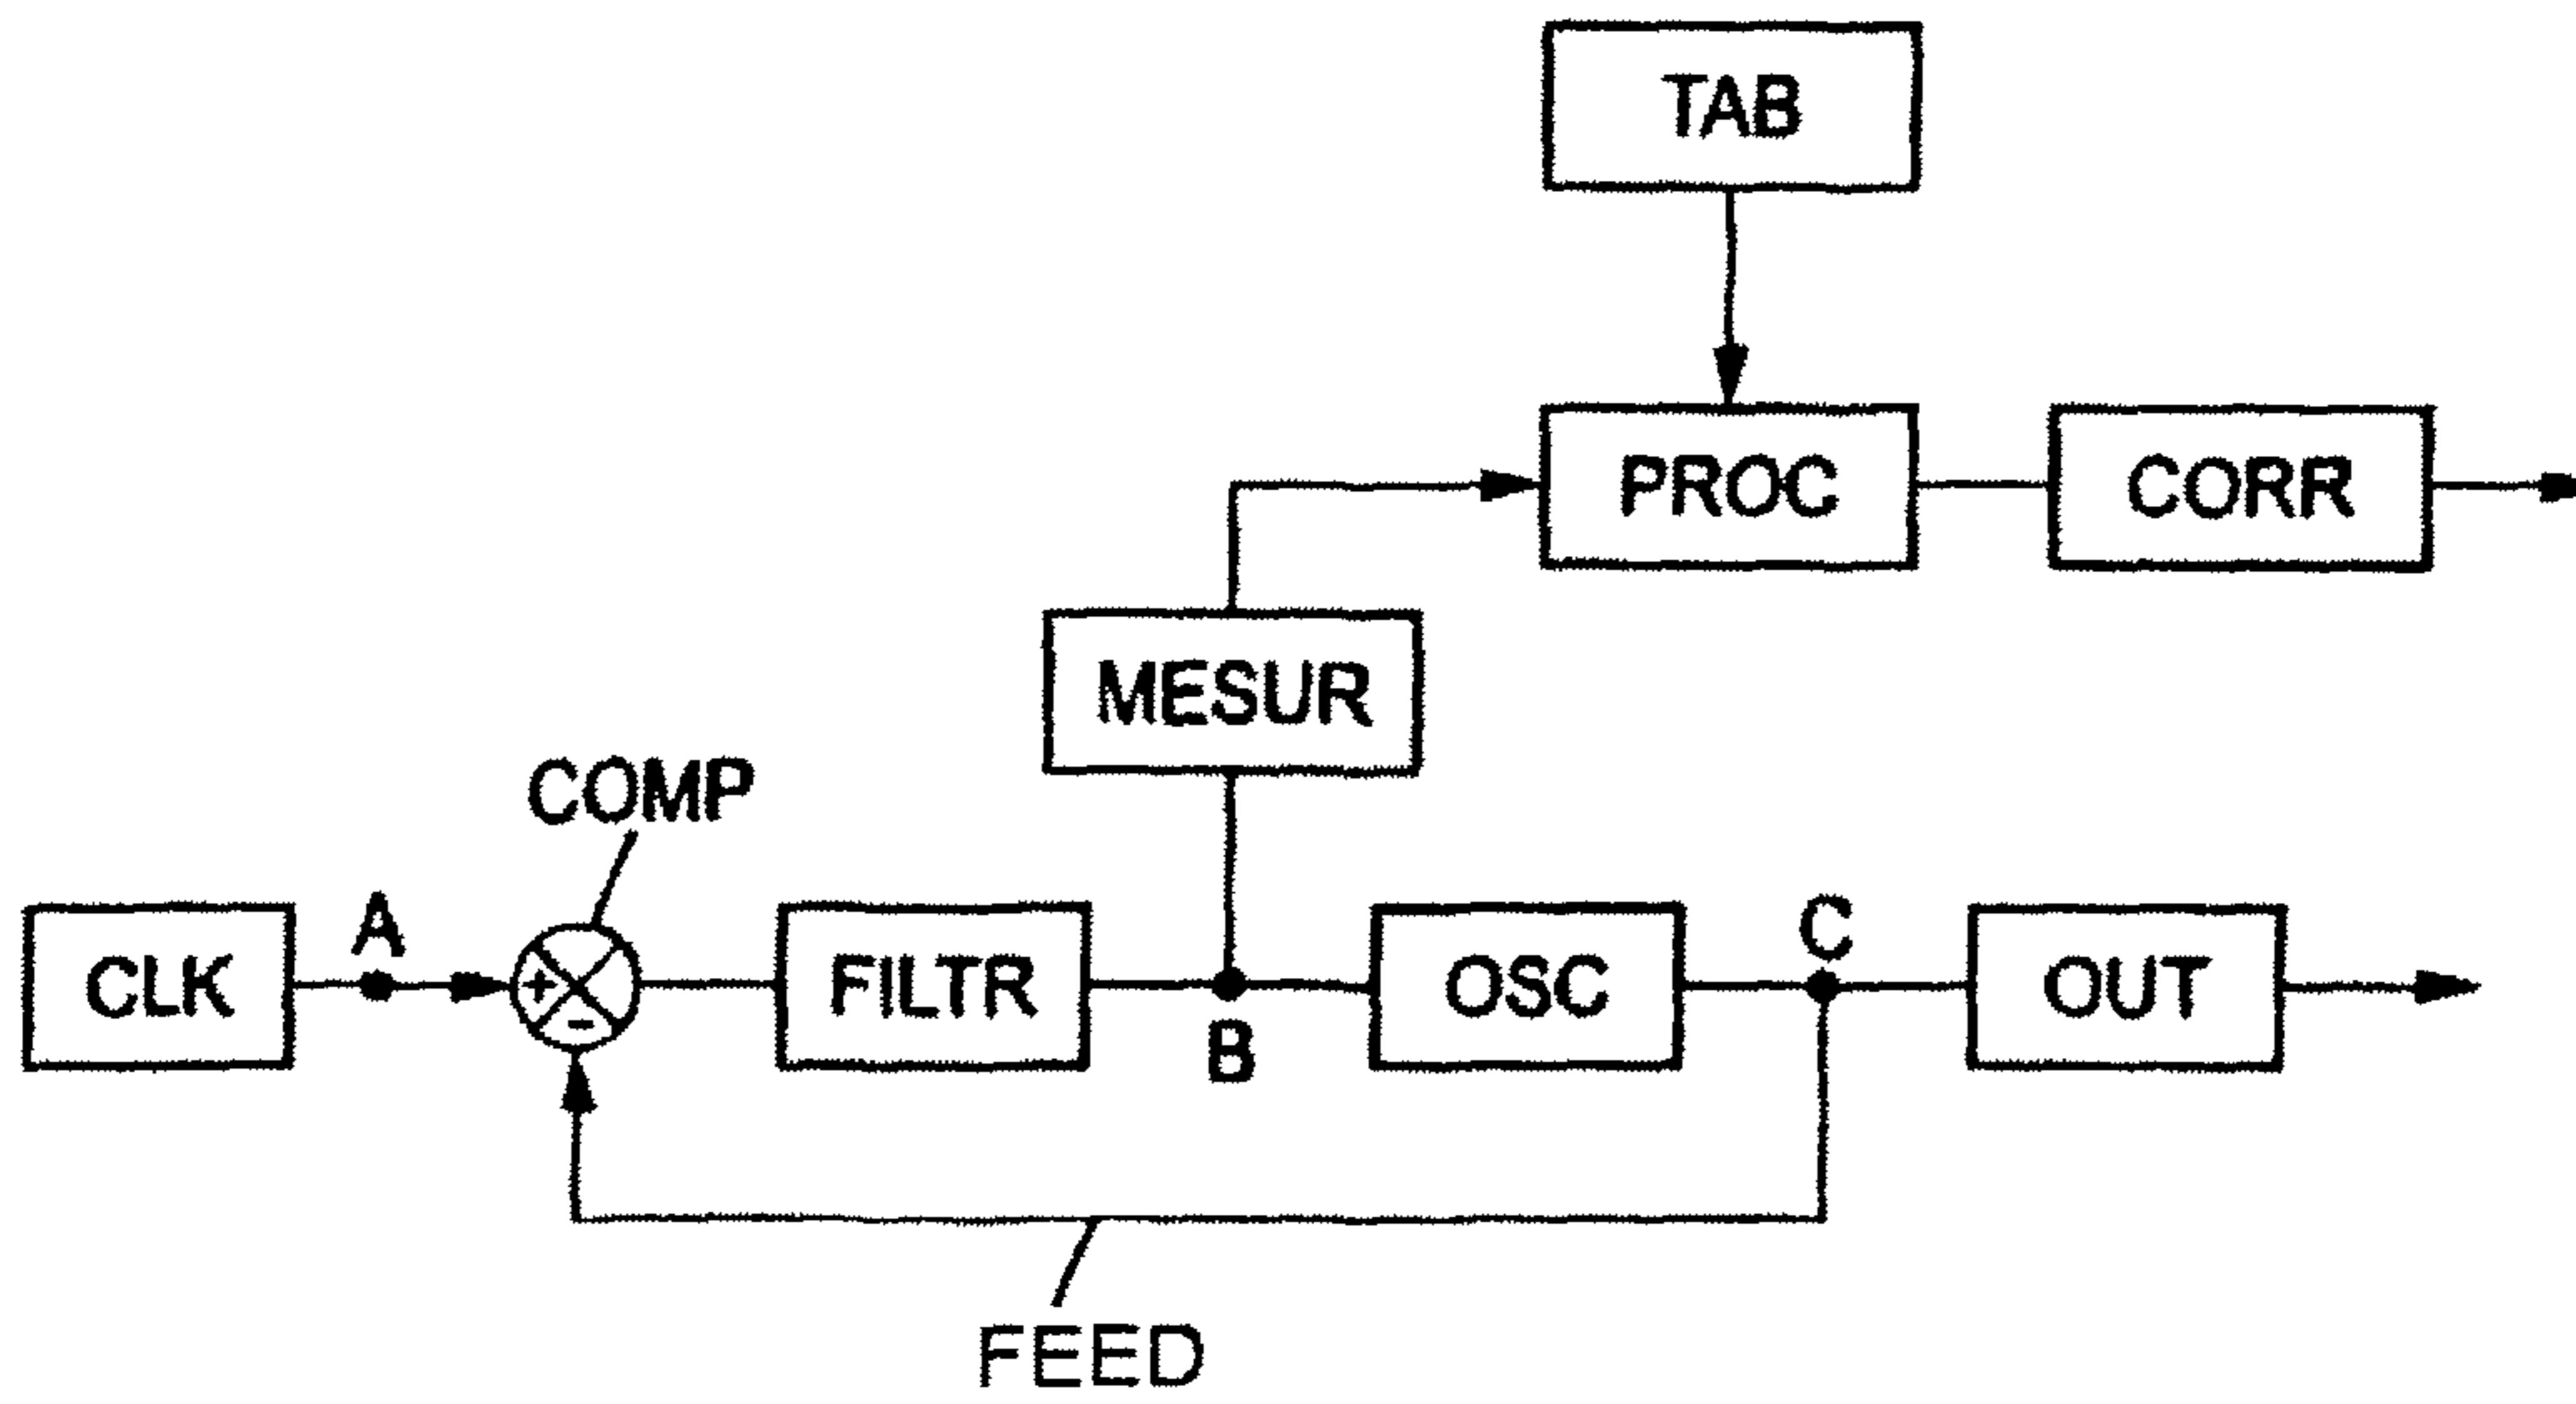 TAB
PROC
CORR
MESUR
COMP
CLK
A
+
-
FILTR
B
OSC
C
OUT
FEED